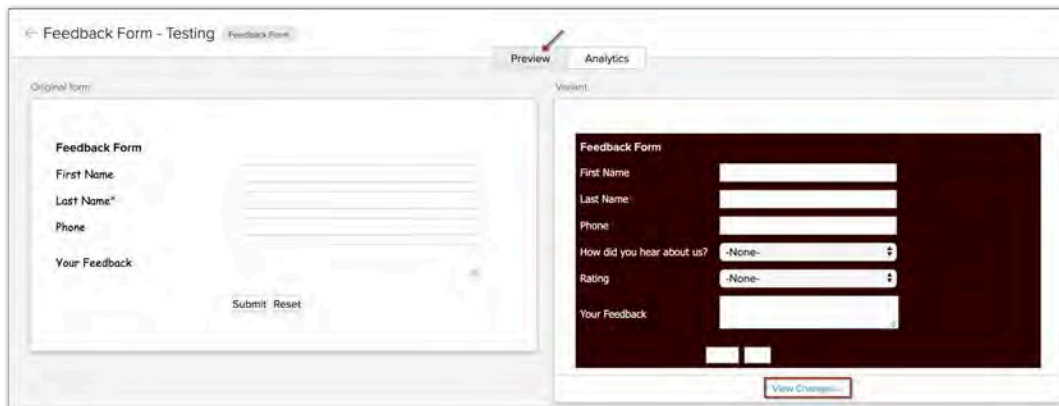 Feedback Form - Testing Feedback Form
Preview Analytics
Original form
Feedback Form
First Name
Last Name*
Phone
Your Feedback
Submit Reset
Variant
Feedback Form
First Name
Last Name
Phone
How did you hear about us? -None-
Rating -None-
Your Feedback
View Changes